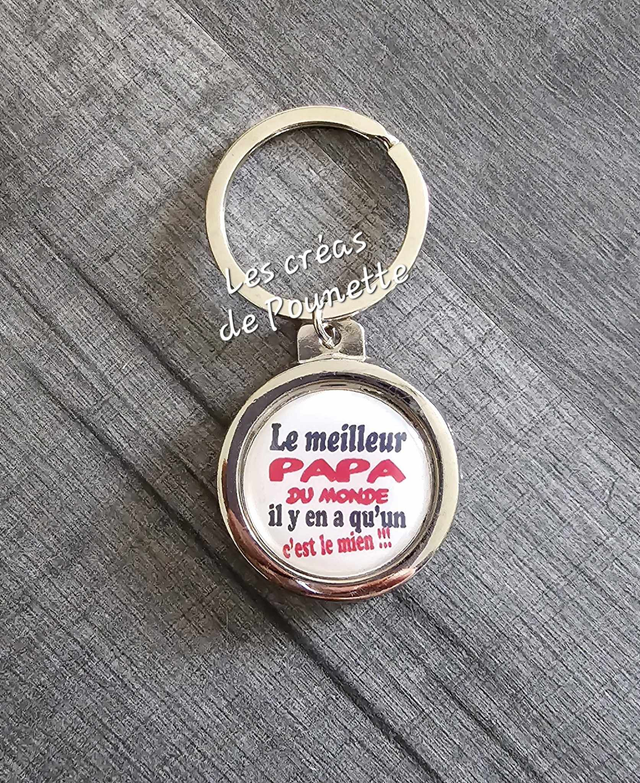 Les créas
de Pounette
Le meilleur
PAPA
DU MONDE
il y en a qu'un
c'est le mien !!!